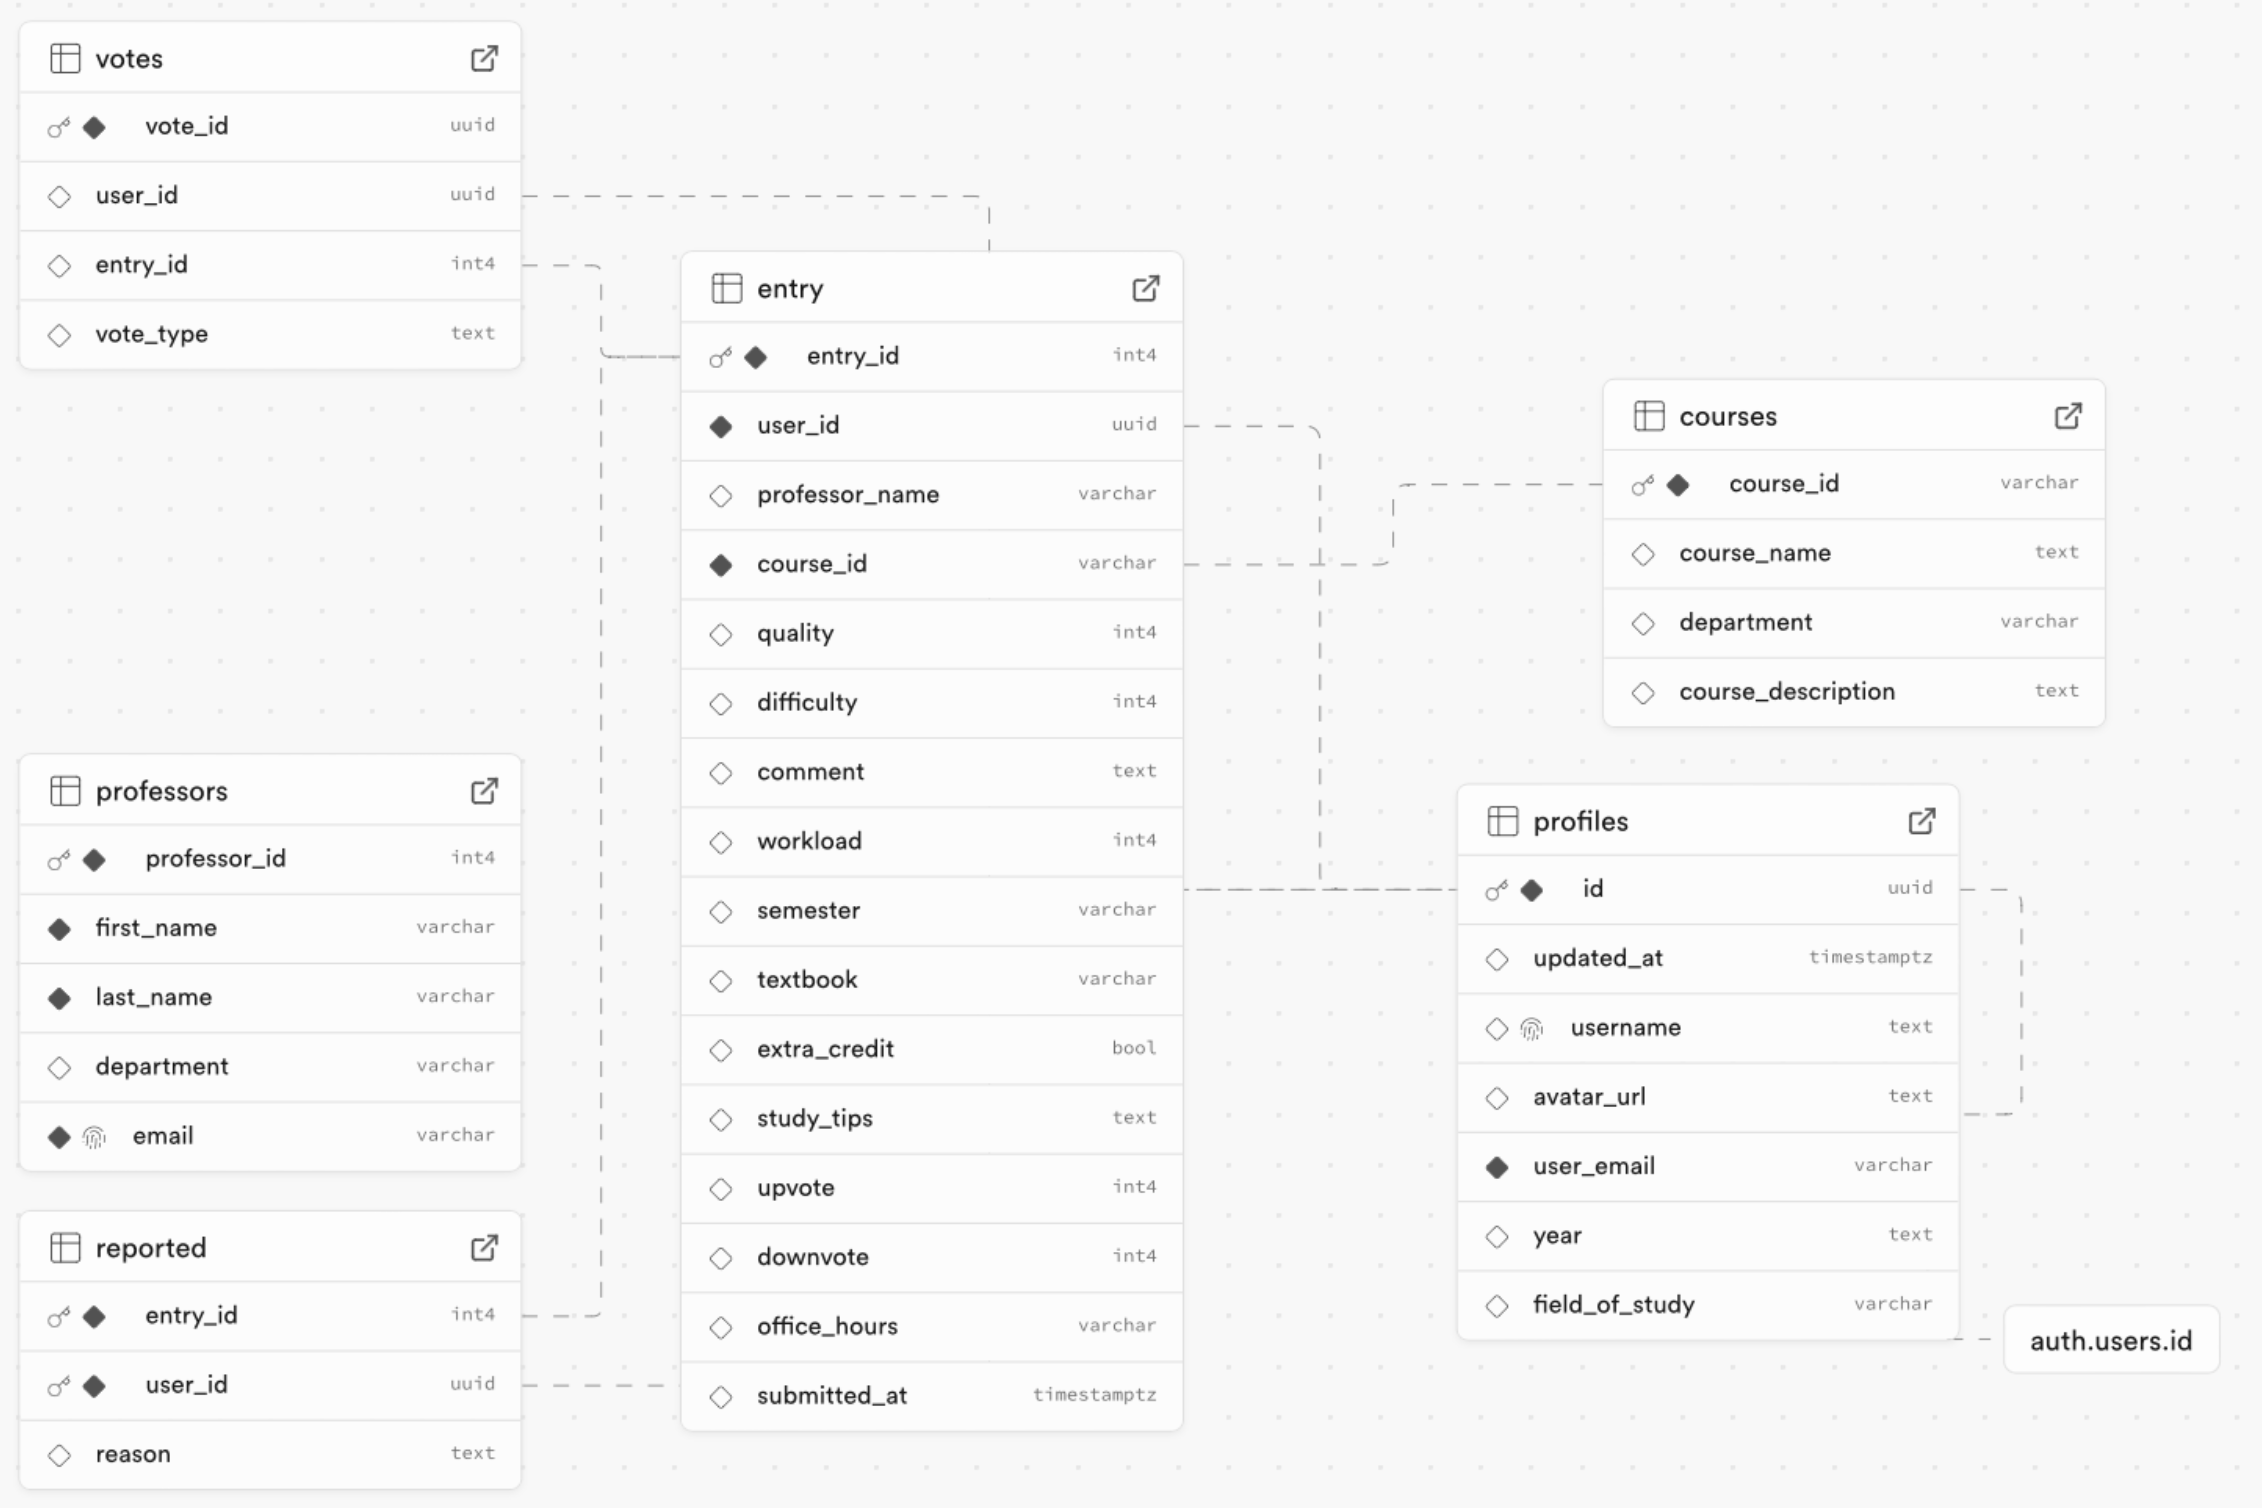 votes
vote_id uuid
user_id uuid
entry_id int4
vote_type text
entry
entry_id int4
user_id uuid
professor_name varchar
course_id varchar
quality int4
difficulty int4
comment text
workload int4
semester varchar
textbook varchar
extra_credit bool
study_tips text
upvote int4
downvote int4
office_hours varchar
submitted_at timestamptz
courses
course_id varchar
course_name text
department varchar
course_description text
professors
professor_id int4
first_name varchar
last_name varchar
department varchar
email varchar
profiles
id uuid
updated_at timestamptz
username text
avatar_url text
user_email varchar
year text
field_of_study varchar
reported
entry_id int4
user_id uuid
reason text
auth.users.id